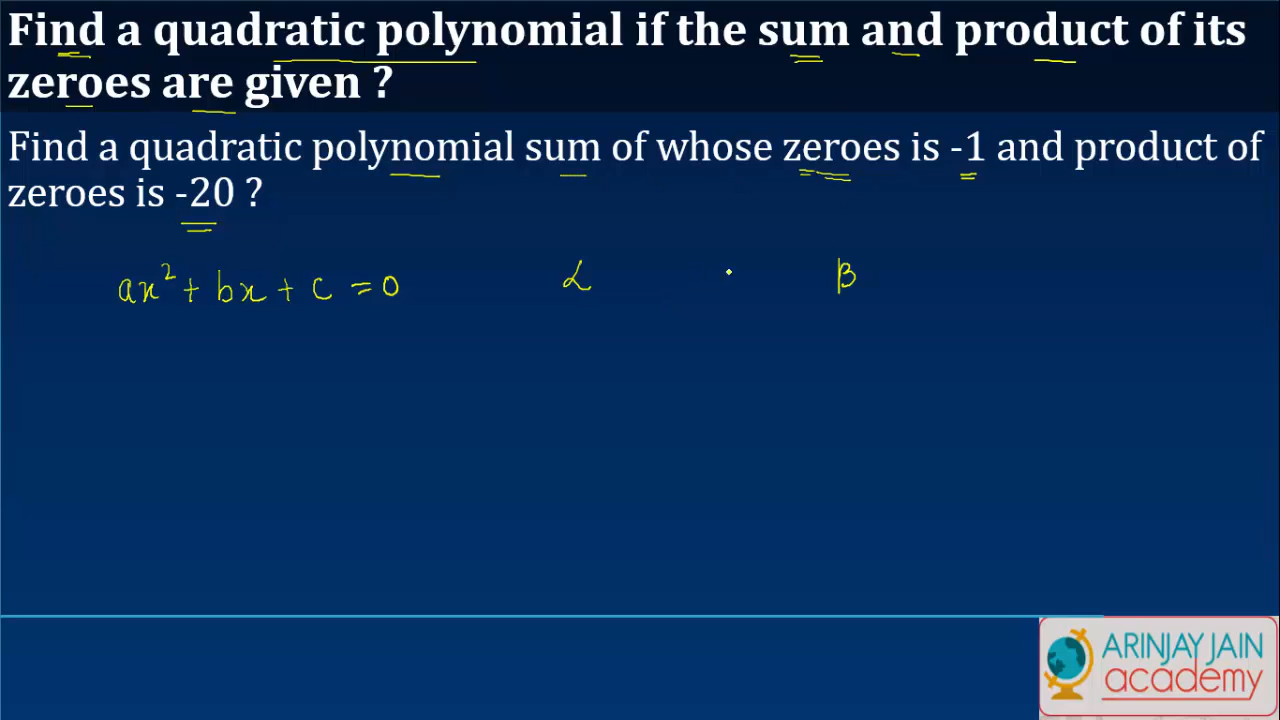 Find a quadratic polynomial if the sum and product of its
zeroes are given ?
Find a quadratic polynomial sum of whose zeroes is -1 and product of
zeroes is -20 ?
ax² + bx + c = 0 α β
ARINJAY JAIN
academy